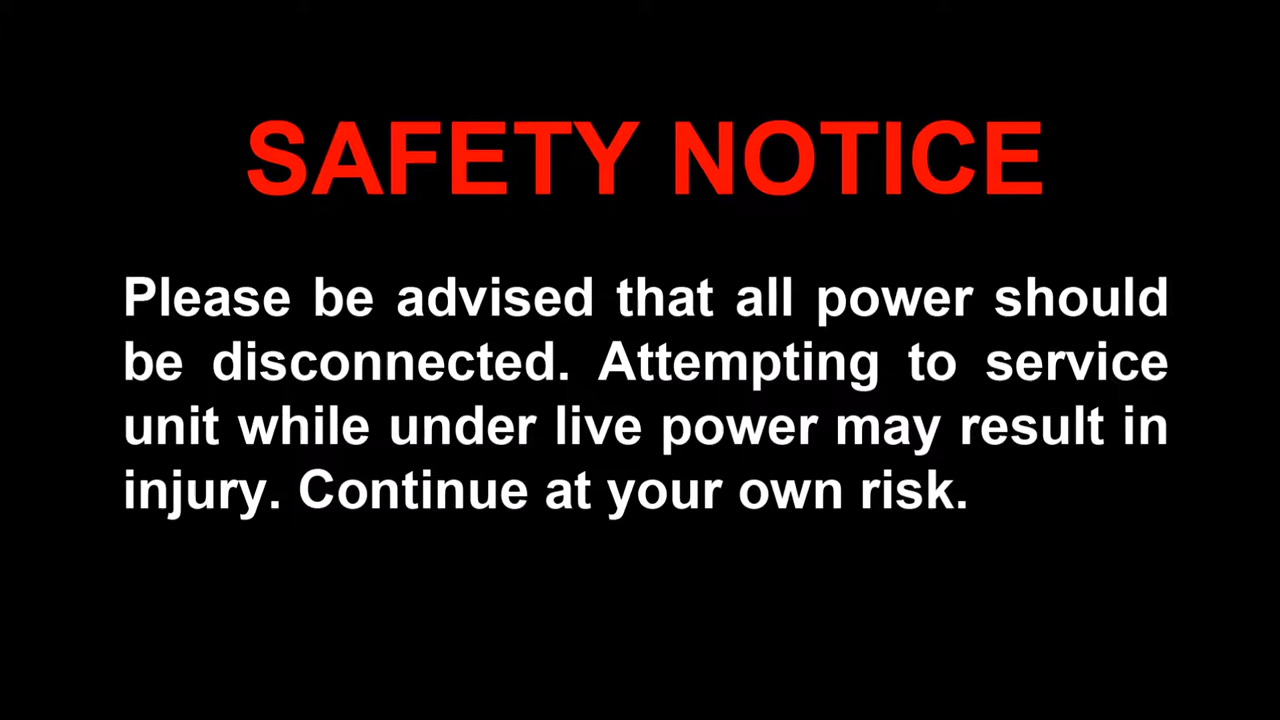 SAFETY NOTICE
Please be advised that all power should
be disconnected. Attempting to service
unit while under live power may result in
injury. Continue at your own risk.